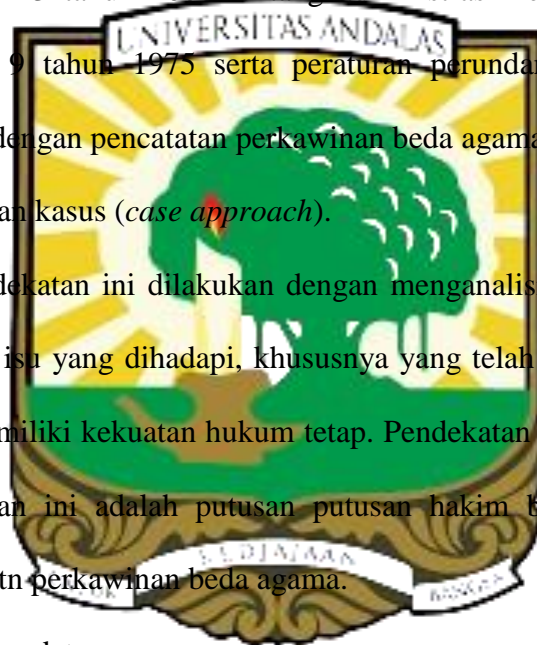 UNIVERSITAS ANDALAS
9 tahun 1975 serta peraturan perundan
dengan pencatatan perkawinan beda agama
an kasus (case approach).
dekatan ini dilakukan dengan menganalis
isu yang dihadapi, khususnya yang telah
miliki kekuatan hukum tetap. Pendekatan
an ini adalah putusan putusan hakim b
KEDJAJAAN
tn perkawinan beda agama.
BANGSA